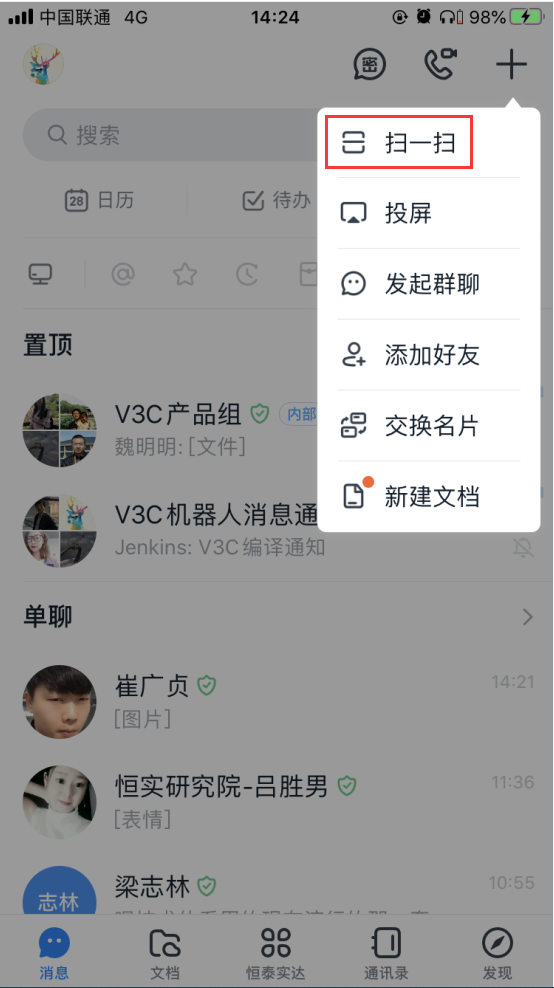 中国联通 4G 14:24 98%
密
搜索
扫一扫
28 日历
待办
投屏
发起群聊
置顶
添加好友
V3C产品组 内部
魏明明: [文件]
交换名片
新建文档
V3C机器人消息通
Jenkins: V3C编译通知
单聊
崔广贞 14:21
[图片]
恒实研究院-吕胜男 11:36
[表情]
志林
梁志林 10:55
消息 文档 恒泰实达 通讯录 发现